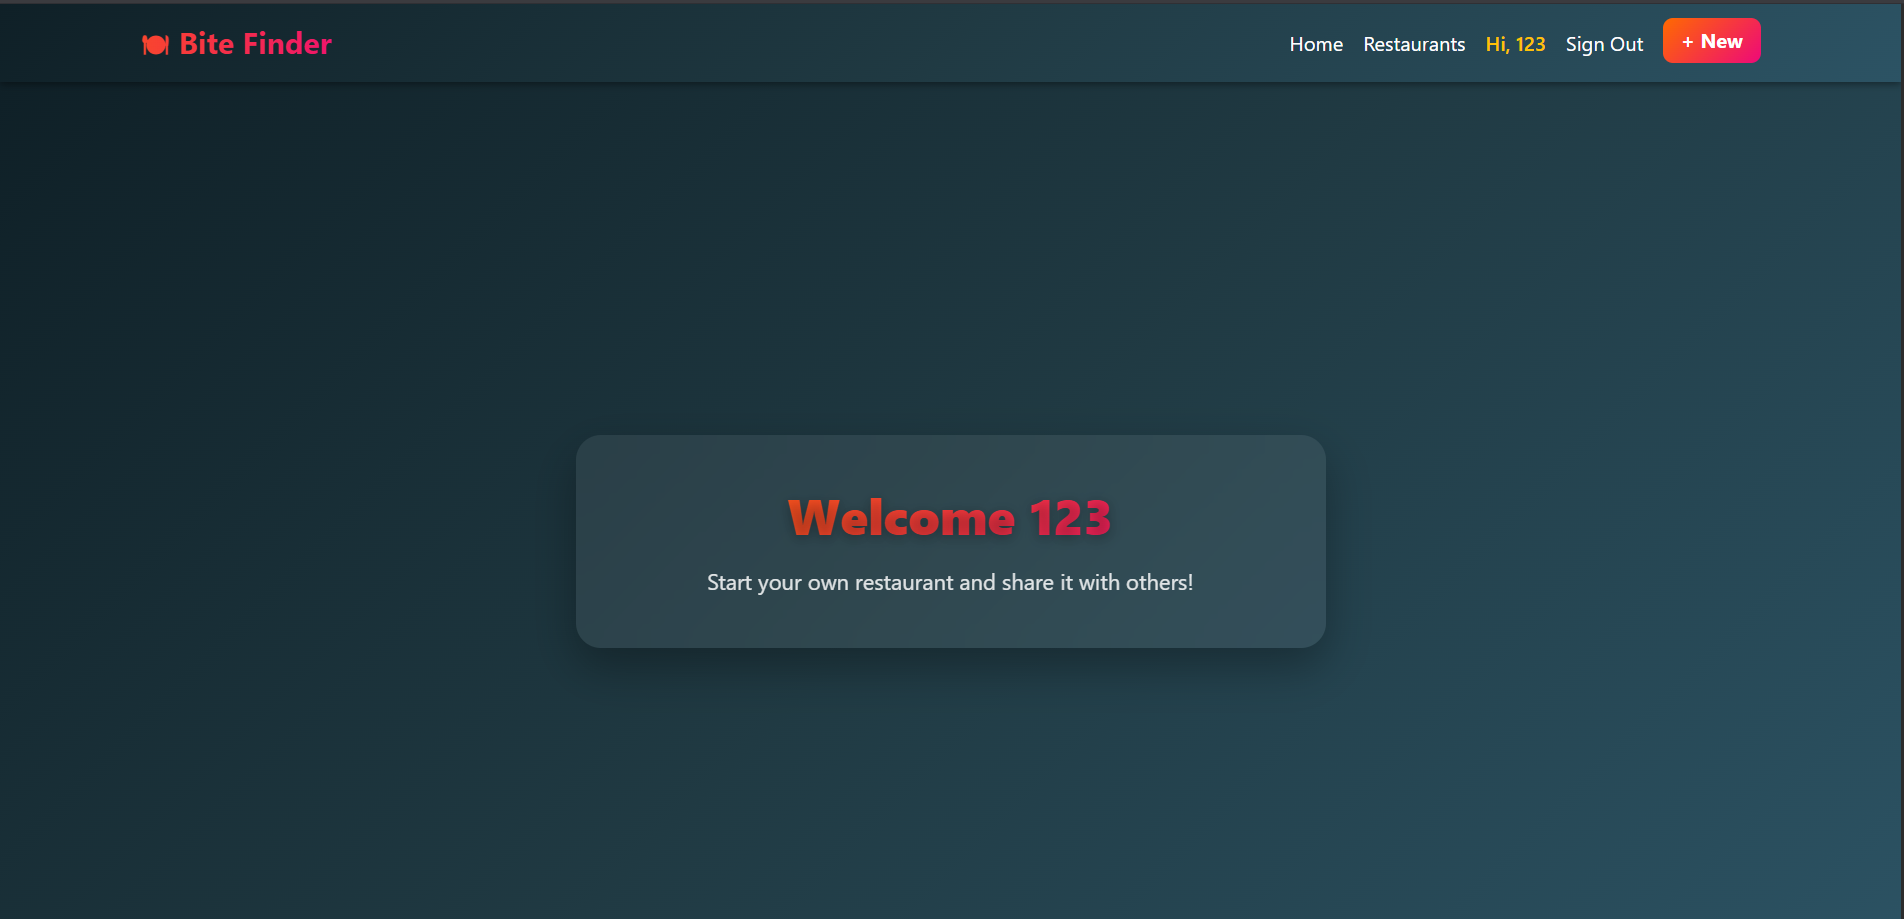 Bite Finder
Home Restaurants Hi, 123 Sign Out + New
Welcome 123
Start your own restaurant and share it with others!